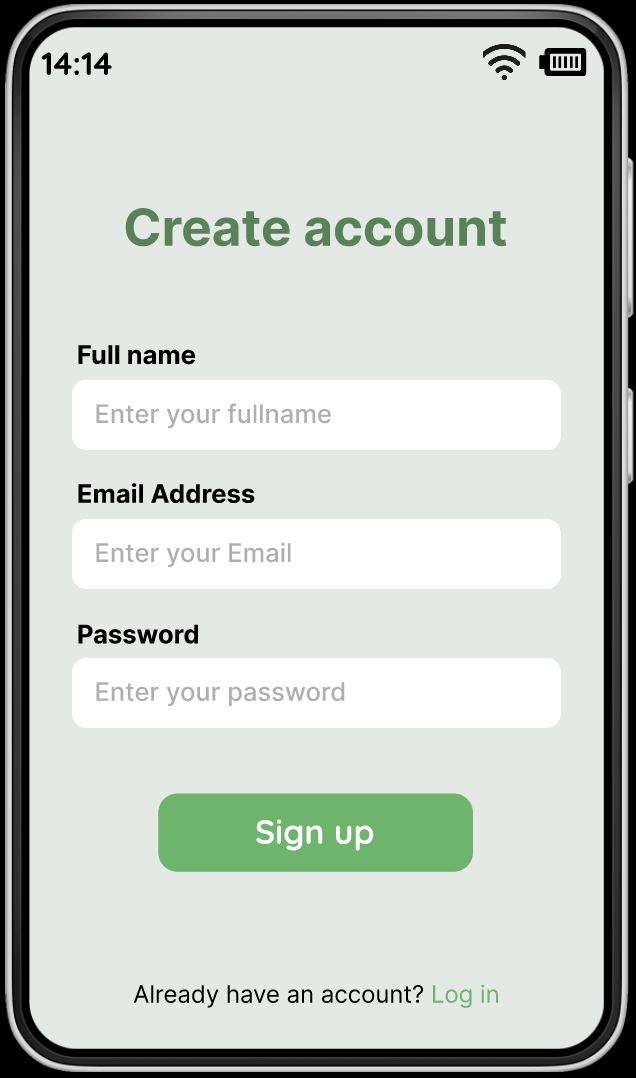 14:14
Create account
Full name
Enter your fullname
Email Address
Enter your Email
Password
Enter your password
Sign up
Already have an account? Log in